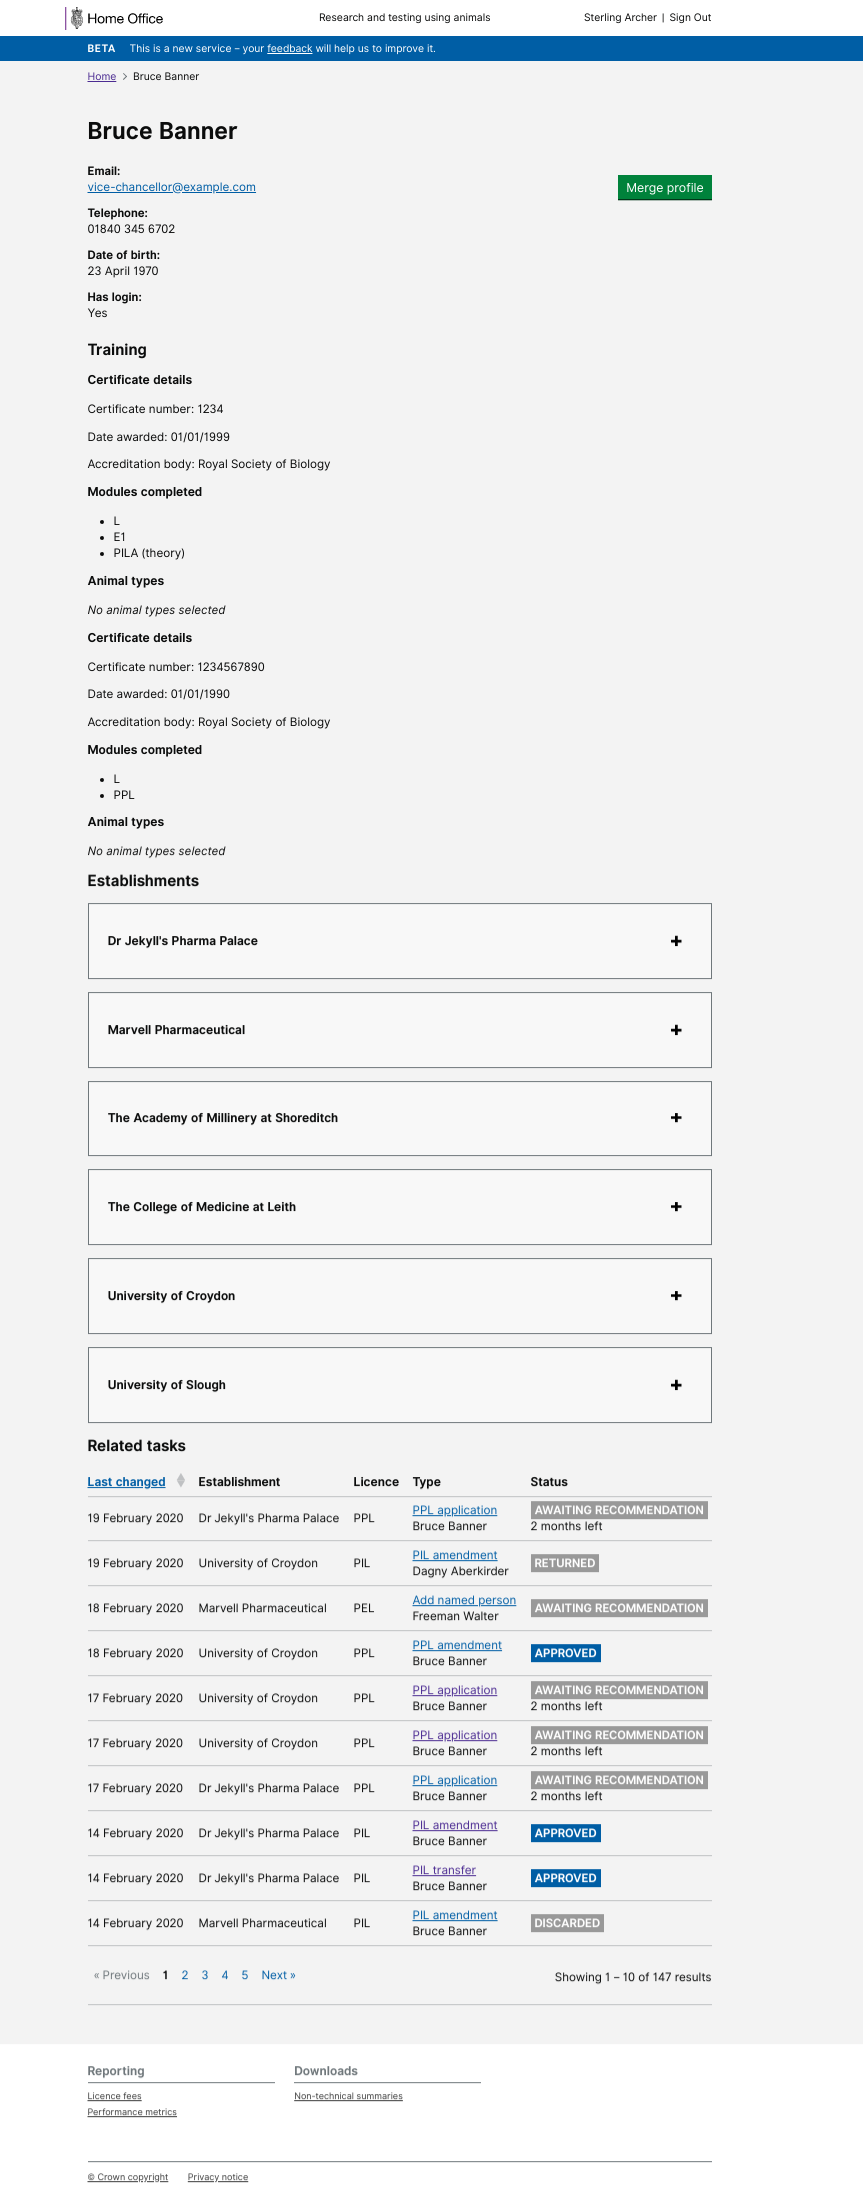 Home Office
Research and testing using animals
Sterling Archer | Sign Out
BETA This is a new service – your feedback will help us to improve it.
Home > Bruce Banner
Bruce Banner
Email:
vice-chancellor@example.com
Merge profile
Telephone:
01840 345 6702
Date of birth:
23 April 1970
Has login:
Yes
Training
Certificate details
Certificate number: 1234
Date awarded: 01/01/1999
Accreditation body: Royal Society of Biology
Modules completed
• L
• E1
• PILA (theory)
Animal types
No animal types selected
Certificate details
Certificate number: 1234567890
Date awarded: 01/01/1990
Accreditation body: Royal Society of Biology
Modules completed
• L
• PPL
Animal types
No animal types selected
Establishments
Dr Jekyll's Pharma Palace +
Marvell Pharmaceutical +
The Academy of Millinery at Shoreditch +
The College of Medicine at Leith +
University of Croydon +
University of Slough +
Related tasks
Last changed Establishment Licence Type Status
19 February 2020 Dr Jekyll's Pharma Palace PPL PPL application AWAITING RECOMMENDATION
Bruce Banner 2 months left
19 February 2020 University of Croydon PIL PIL amendment RETURNED
Dagny Aberkirder
18 February 2020 Marvell Pharmaceutical PEL Add named person AWAITING RECOMMENDATION
Freeman Walter
18 February 2020 University of Croydon PPL PPL amendment APPROVED
Bruce Banner
17 February 2020 University of Croydon PPL PPL application AWAITING RECOMMENDATION
Bruce Banner 2 months left
17 February 2020 University of Croydon PPL PPL application AWAITING RECOMMENDATION
Bruce Banner 2 months left
17 February 2020 Dr Jekyll's Pharma Palace PPL PPL application AWAITING RECOMMENDATION
Bruce Banner 2 months left
14 February 2020 Dr Jekyll's Pharma Palace PIL PIL amendment APPROVED
Bruce Banner
14 February 2020 Dr Jekyll's Pharma Palace PIL PIL transfer APPROVED
Bruce Banner
14 February 2020 Marvell Pharmaceutical PIL PIL amendment DISCARDED
Bruce Banner
« Previous 1 2 3 4 5 Next »
Showing 1 – 10 of 147 results
Reporting
Licence fees
Performance metrics
Downloads
Non-technical summaries
© Crown copyright Privacy notice